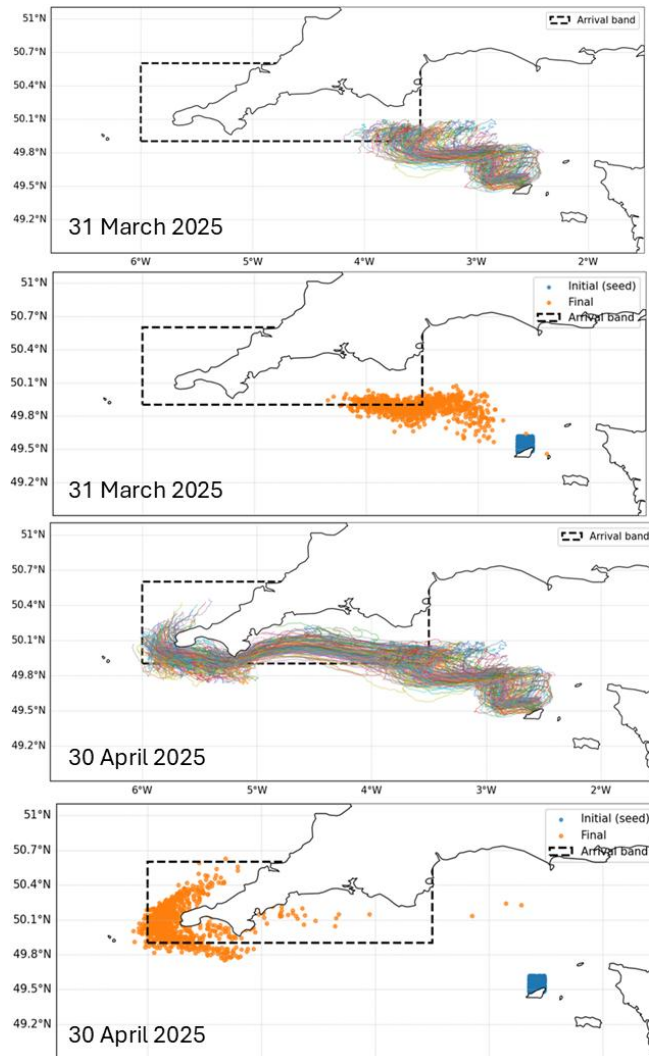 51°N
Arrival band
50.7°N
50.4°N
50.1°N
49.8°N
49.5°N
49.2°N
31 March 2025
6°W 5°W 4°W 3°W 2°W
51°N
Initial (seed)
Final
Arrival band
50.7°N
50.4°N
50.1°N
49.8°N
49.5°N
49.2°N
31 March 2025
51°N
Arrival band
50.7°N
50.4°N
50.1°N
49.8°N
49.5°N
49.2°N
30 April 2025
6°W 5°W 4°W 3°W 2°W
51°N
Initial (seed)
Final
Arrival band
50.7°N
50.4°N
50.1°N
49.8°N
49.5°N
49.2°N
30 April 2025